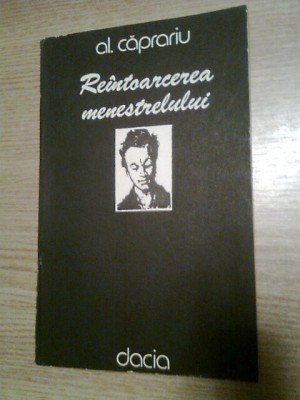 al. căprariu
Reîntoarcerea
menestrelului
dacia